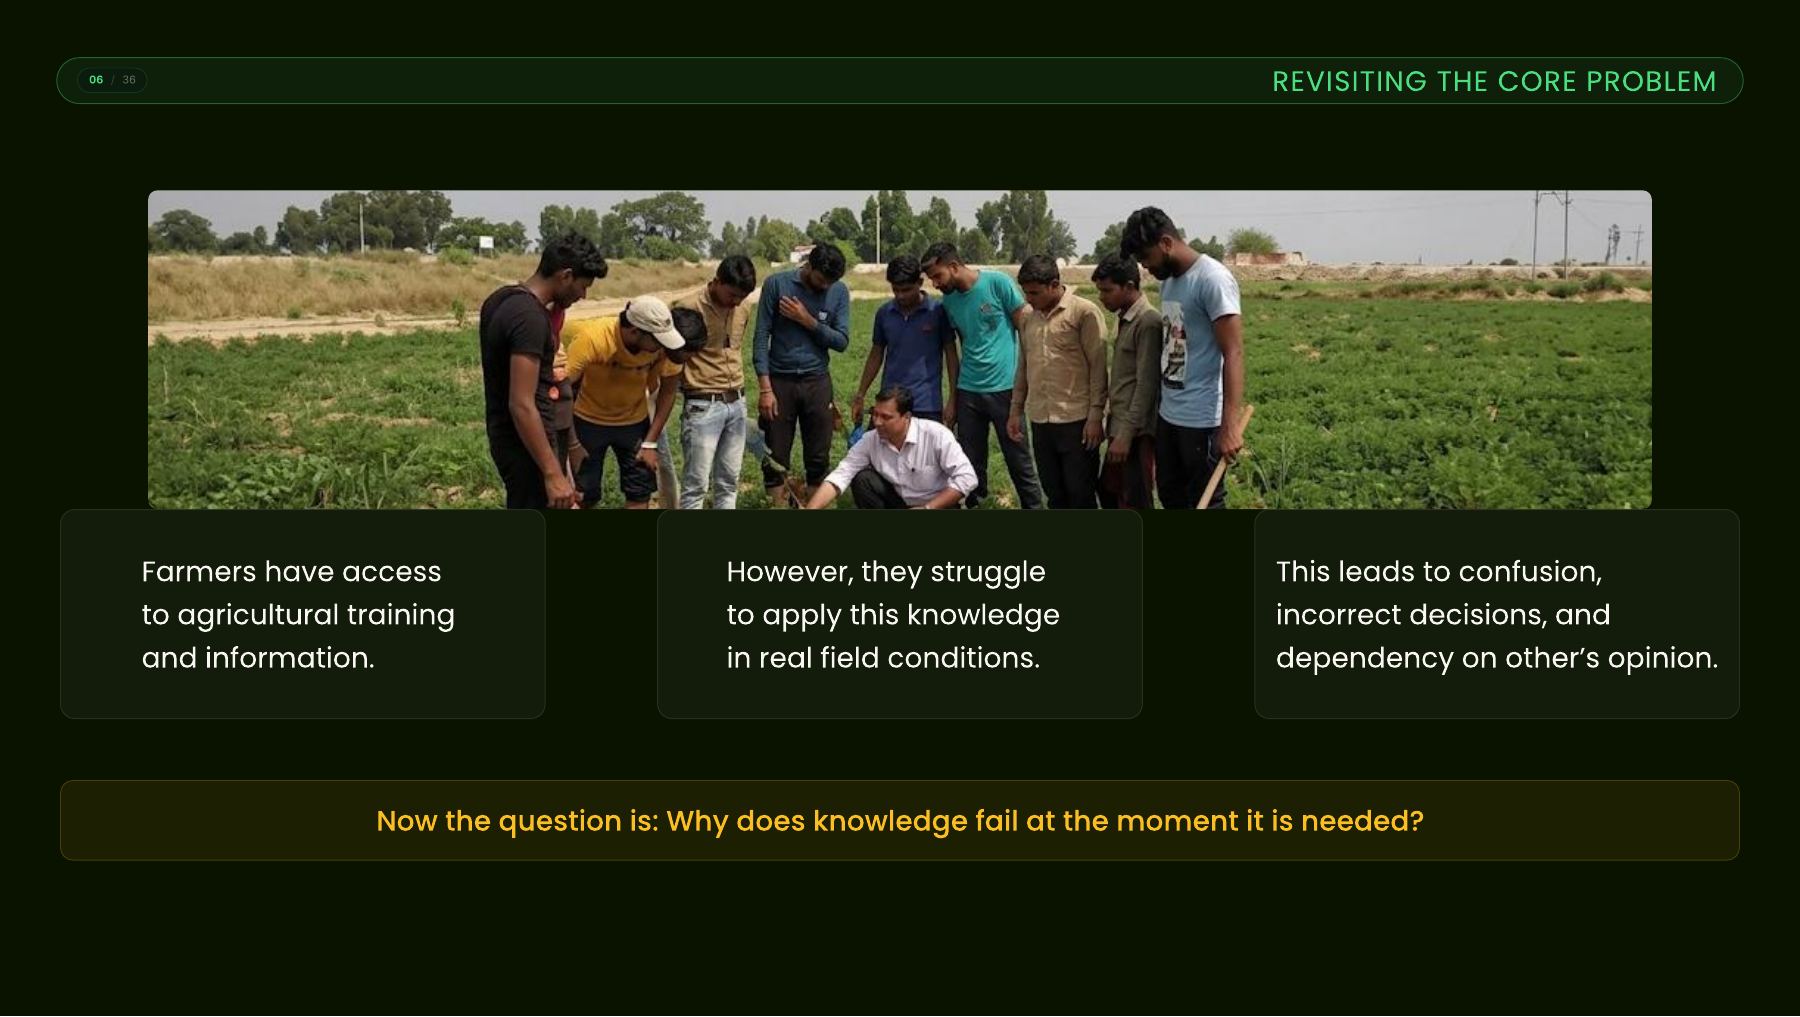 06 / 36
REVISITING THE CORE PROBLEM
Farmers have access
to agricultural training
and information.
However, they struggle
to apply this knowledge
in real field conditions.
This leads to confusion,
incorrect decisions, and
dependency on other’s opinion.
Now the question is: Why does knowledge fail at the moment it is needed?